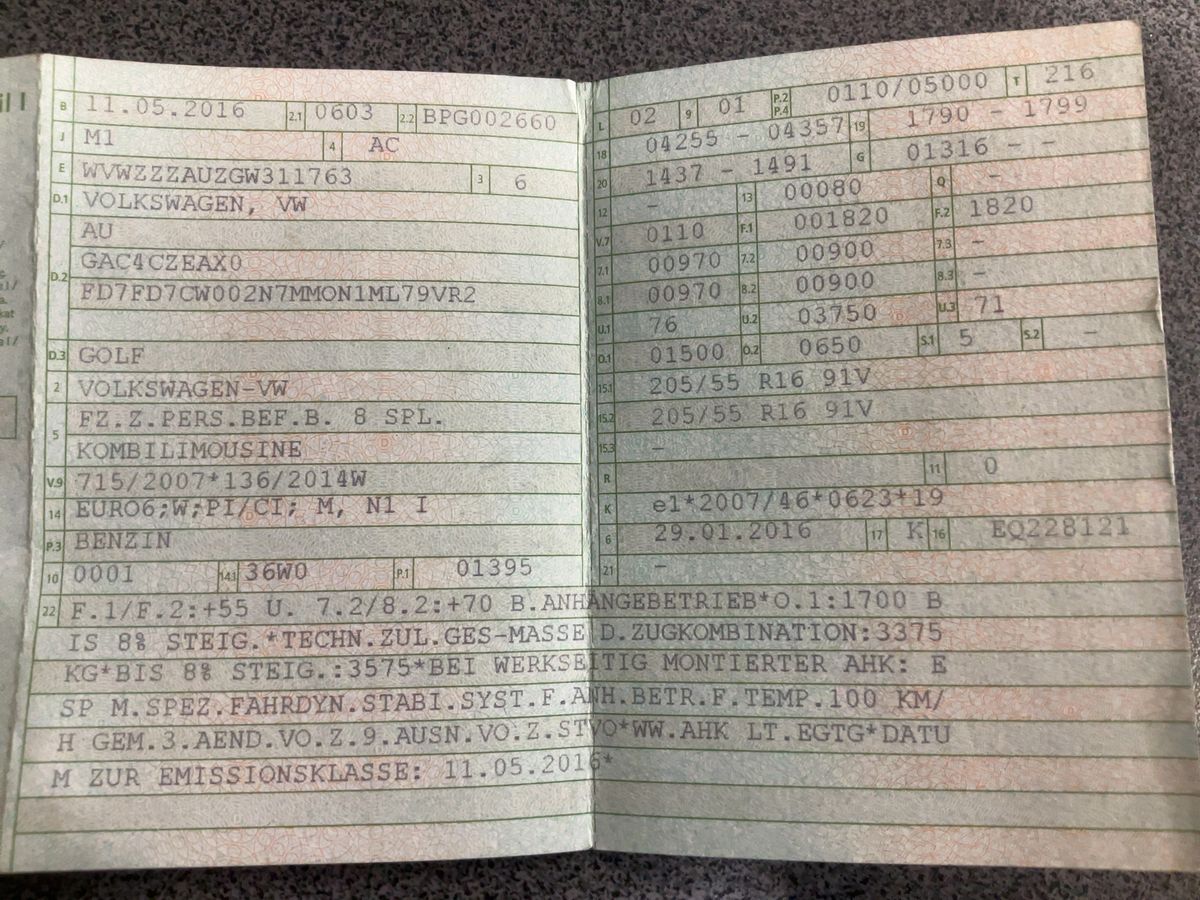 il I
B 11.05.2016 2.1 0603 2.2 BPG002660
J M1 4 AC
E WVWZZZAUZGW311763 3 6
D.1 VOLKSWAGEN, VW
AU
D.2 GAC4CZEAX0
FD7FD7CW002N7MMON1ML79VR2
D.3 GOLF
2 VOLKSWAGEN-VW
5 FZ.Z.PERS.BEF.B. 8 SPL.
KOMBILIMOUSINE
V.9 715/2007*136/2014W
14 EURO6;W;PI/CI; M, N1 I
P.3 BENZIN
10 0001 14.1 36W0 P.1 01395
L 02 9 01 P.2 P.4 0110/05000 T 216
18 04255 - 04357 19 1790 - 1799
20 1437 - 1491 G 01316 - -
12 - 13 00080 Q -
V.7 0110 F.1 001820 F.2 1820
7.1 00970 7.2 00900 7.3 -
8.1 00970 8.2 00900 8.3 -
U.1 76 U.2 03750 U.3 71
O.1 01500 O.2 0650 S.1 5 S.2 -
15.1 205/55 R16 91V
15.2 205/55 R16 91V
15.3 -
R 11 0
K e1*2007/46*0623*19
6 29.01.2016 17 K 16 EQ228121
21 -
22 F.1/F.2:+55 U. 7.2/8.2:+70 B.ANHANGEBETRIEB*O.1:1700 B
IS 8% STEIG.*TECHN.ZUL.GES-MASSE D.ZUGKOMBINATION:3375
KG*BIS 8% STEIG.:3575*BEI WERKSEITIG MONTIERTER AHK: E
SP M.SPEZ.FAHRDYN.STABI.SYST.F.ANH.BETR.F.TEMP.100 KM/
H GEM.3.AEND.VO.Z.9.AUSN.VO.Z.STVO*WW.AHK LT.EGTG*DATU
M ZUR EMISSIONSKLASSE: 11.05.2016*